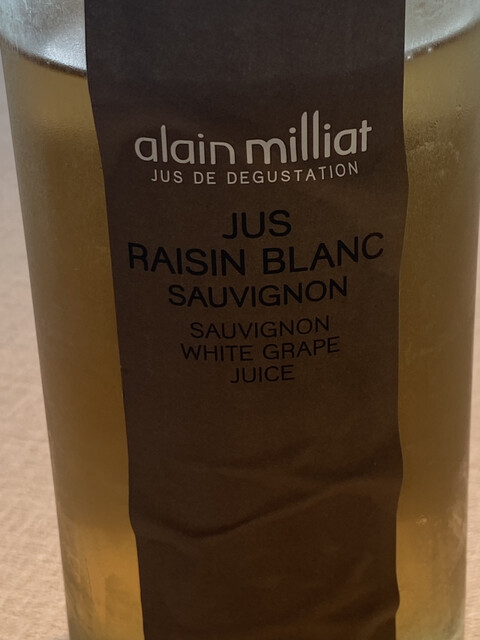 alain milliat
JUS DE DEGUSTATION
JUS
RAISIN BLANC
SAUVIGNON
SAUVIGNON
WHITE GRAPE
JUICE